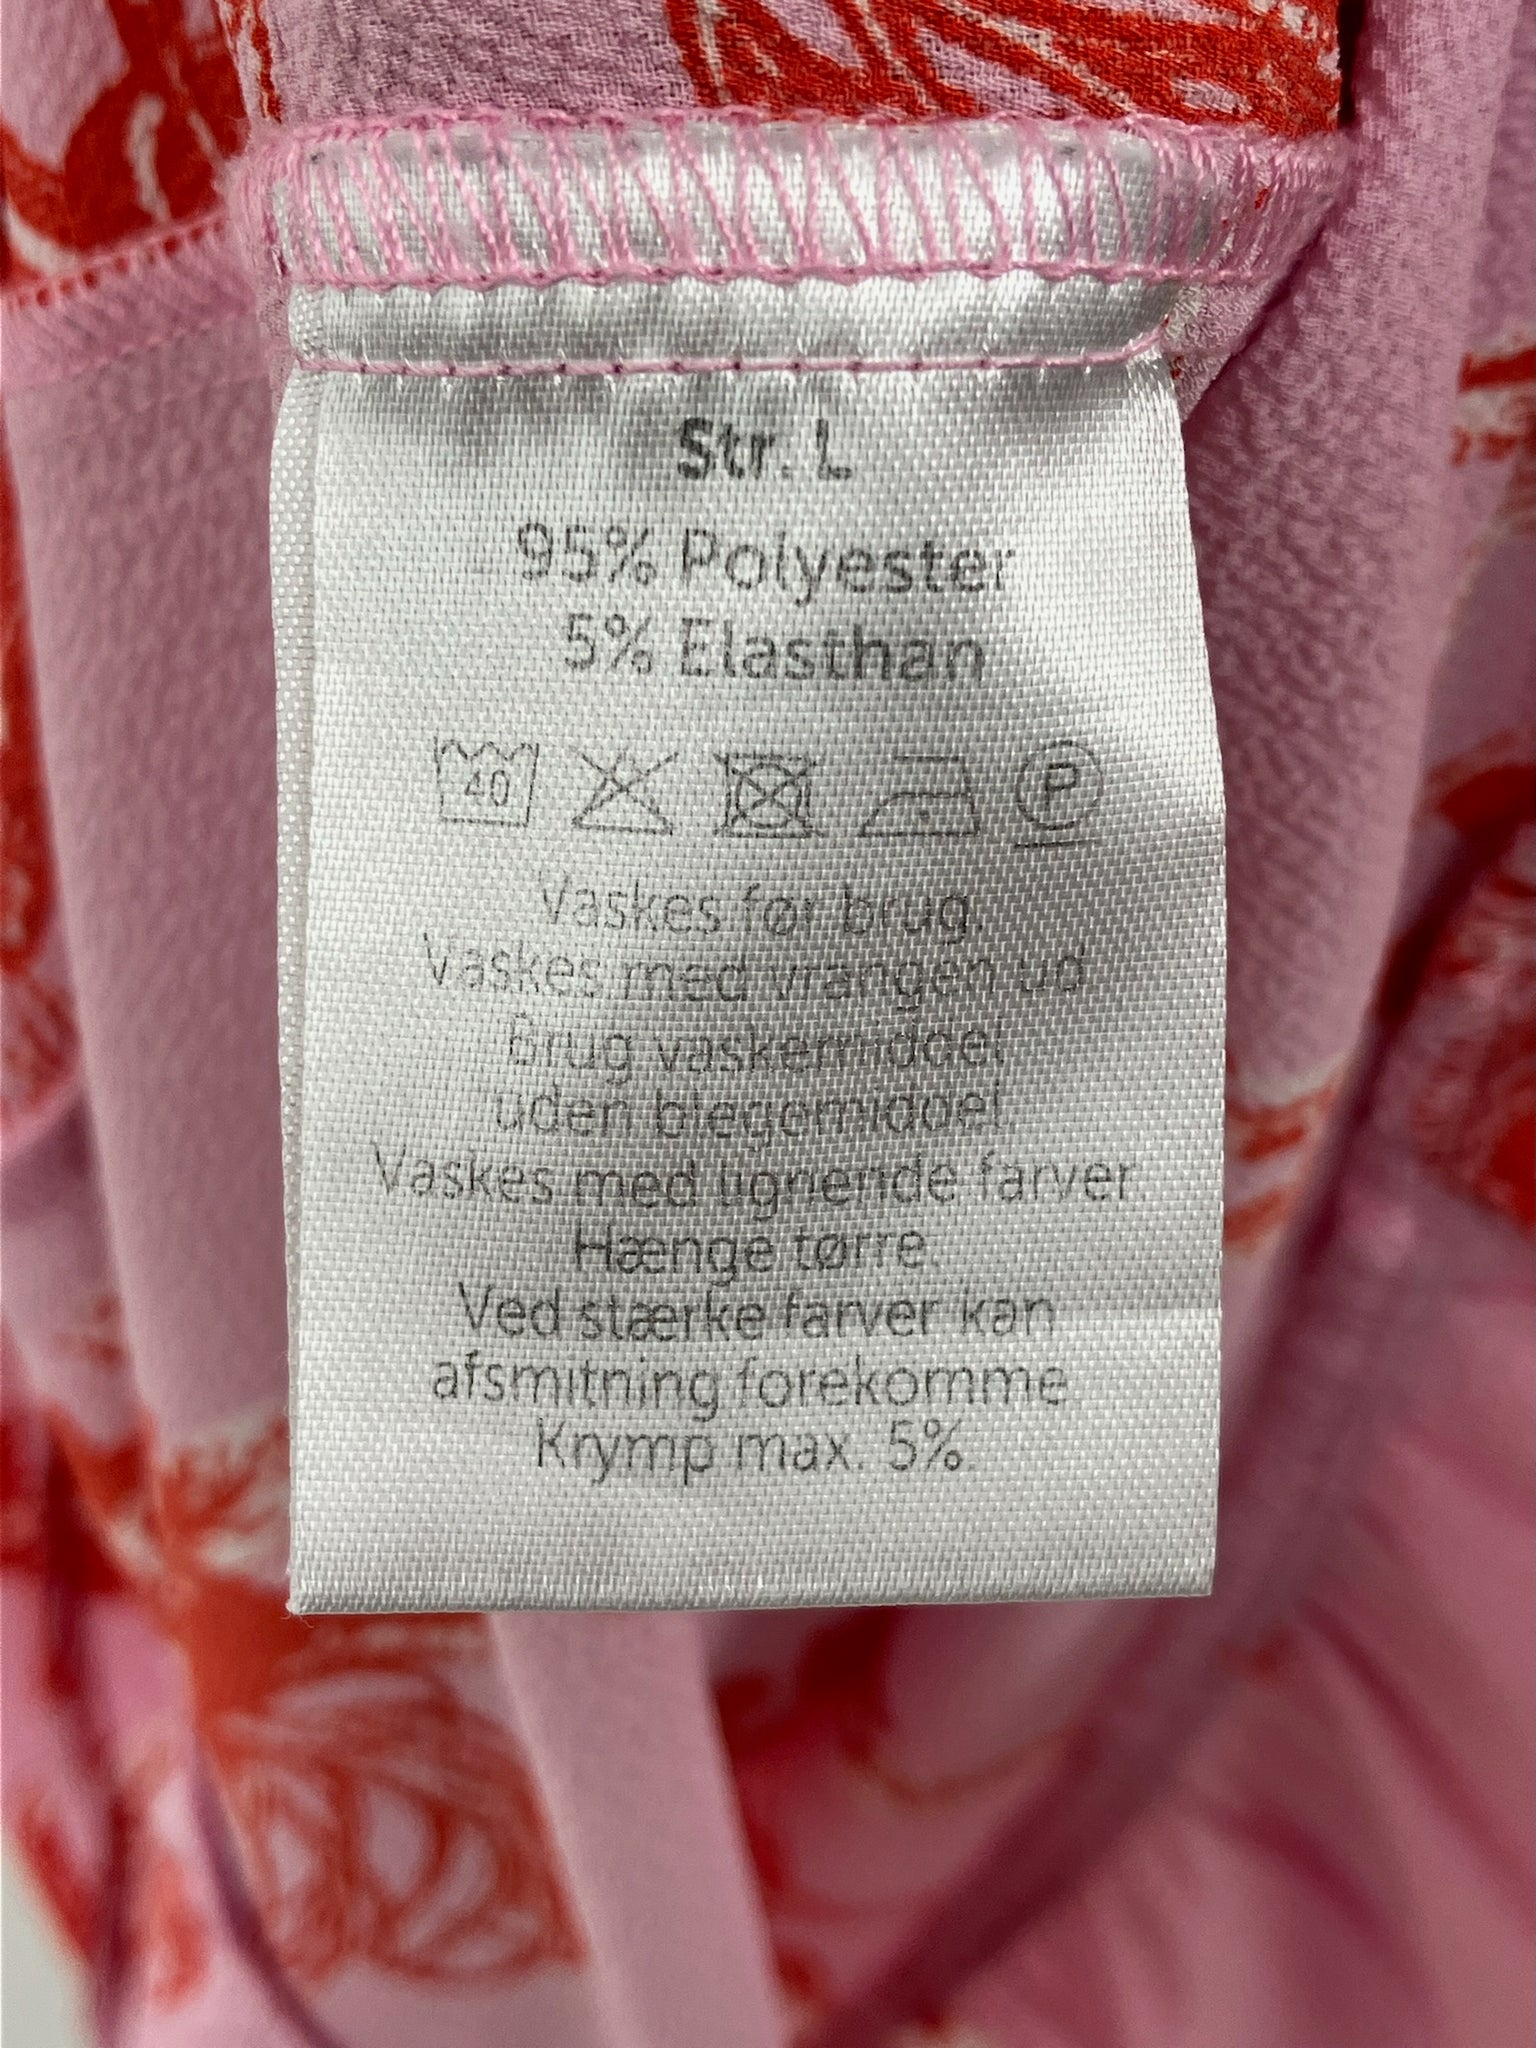 Str. L
95% Polyester
5% Elasthan
40
P
Vaskes før brug.
Vaskes med vrangen ud
Brug vaskemiddel
uden blegemiddel.
Vaskes med lignende farver.
Hænge tørre.
Ved stærke farver kan
afsmitning forekomme
Krymp max. 5%.